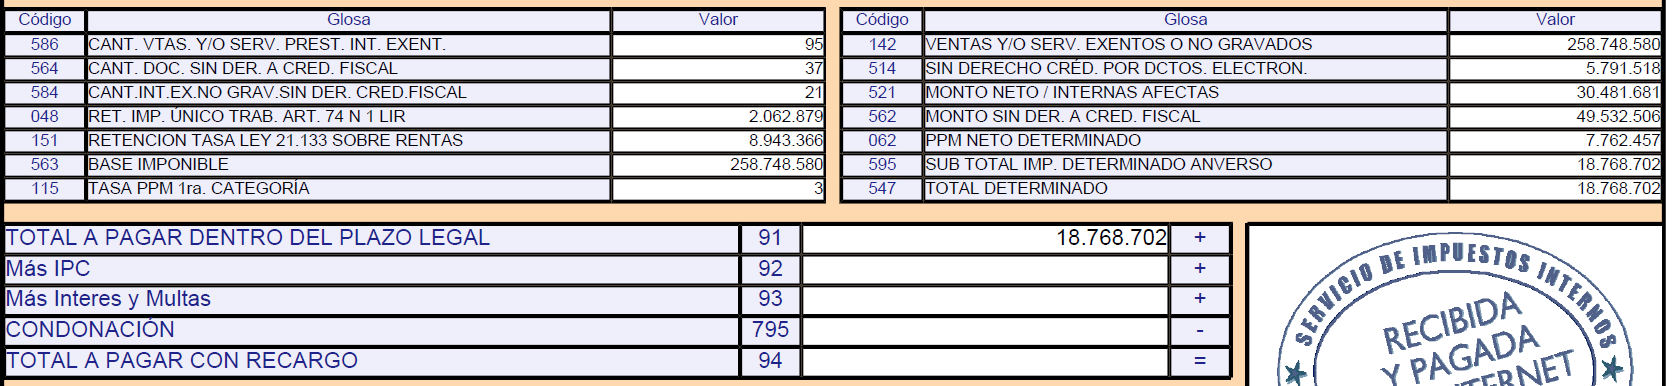 Código Glosa Valor Código Glosa Valor
586 CANT. VTAS. Y/O SERV. PREST. INT. EXENT. 95 142 VENTAS Y/O SERV. EXENTOS O NO GRAVADOS 258.748.580
564 CANT. DOC. SIN DER. A CRED. FISCAL 37 514 SIN DERECHO CRÉD. POR DCTOS. ELECTRON. 5.791.518
584 CANT.INT.EX.NO GRAV.SIN DER. CRED.FISCAL 21 521 MONTO NETO / INTERNAS AFECTAS 30.481.681
048 RET. IMP. ÚNICO TRAB. ART. 74 N 1 LIR 2.062.879 562 MONTO SIN DER. A CRED. FISCAL 49.532.506
151 RETENCION TASA LEY 21.133 SOBRE RENTAS 8.943.366 062 PPM NETO DETERMINADO 7.762.457
563 BASE IMPONIBLE 258.748.580 595 SUB TOTAL IMP. DETERMINADO ANVERSO 18.768.702
115 TASA PPM 1ra. CATEGORÍA 3 547 TOTAL DETERMINADO 18.768.702
TOTAL A PAGAR DENTRO DEL PLAZO LEGAL 91 18.768.702 +
Más IPC 92 +
Más Interes y Multas 93 +
CONDONACIÓN 795 -
TOTAL A PAGAR CON RECARGO 94 =
SERVICIO DE IMPUESTOS INTERNOS
RECIBIDA
Y PAGADA